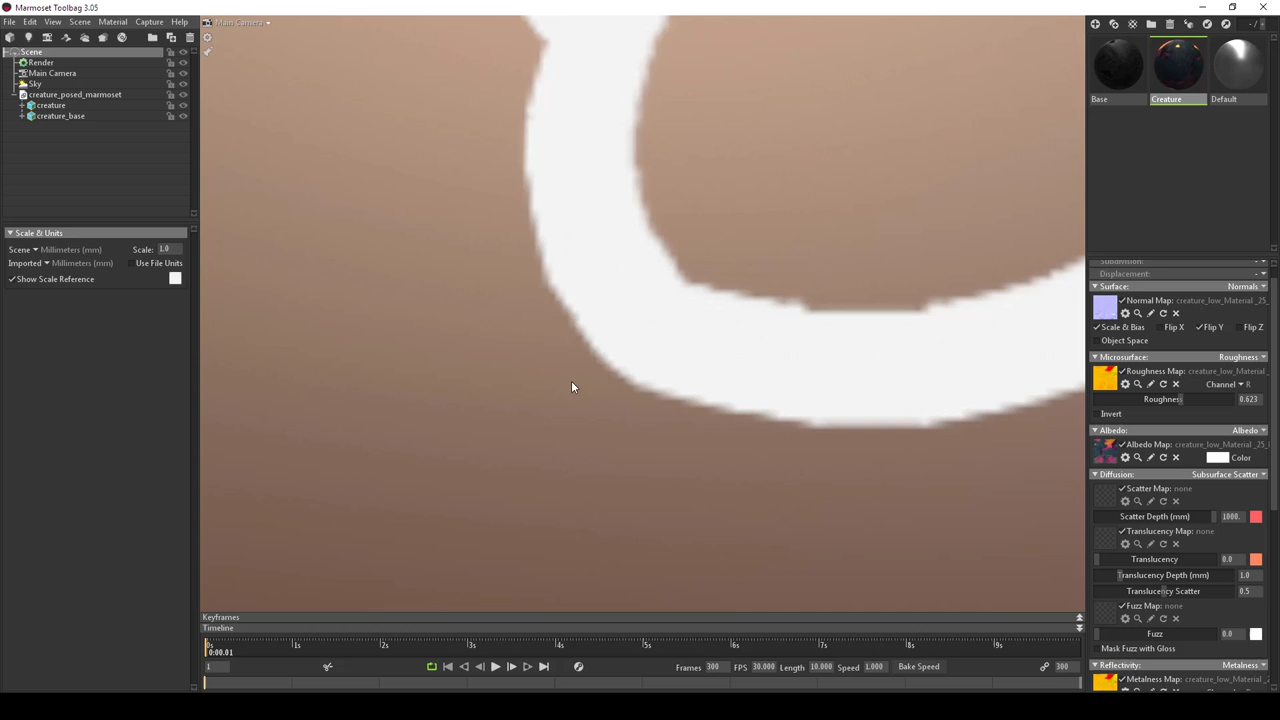 Marmoset Toolbag 3.05
File Edit View Scene Material Capture Help
Main Camera
Scene
Render
Main Camera
Sky
creature_posed_marmoset
creature
creature_base
Scale & Units
Scene Millimeters (mm) Scale: 1.0
Imported Millimeters (mm) Use File Units
Show Scale Reference
Base Creature Default
Subdivision: -
Displacement: -
Surface: Normals
Normal Map: creature_low_Material _25_
Scale & Bias Flip X Flip Y Flip Z
Object Space
Microsurface: Roughness
Roughness Map: creature_low_Material_
Channel R
Roughness 0.623
Invert
Albedo: Albedo
Albedo Map: creature_low_Material _25_
Color
Diffusion: Subsurface Scatter
Scatter Map: none
Scatter Depth (mm) 1000.
Translucency Map: none
Translucency 0.0
Translucency Depth (mm) 1.0
Translucency Scatter 0.5
Fuzz Map: none
Fuzz 0.0
Mask Fuzz with Gloss
Reflectivity: Metalness
Metalness Map: creature_low_Material_
Keyframes
Timeline
0s 1s 2s 3s 4s 5s 6s 7s 8s 9s
0:00.01
1 Frames 300 FPS 30.000 Length 10.000 Speed 1.000 Bake Speed 300